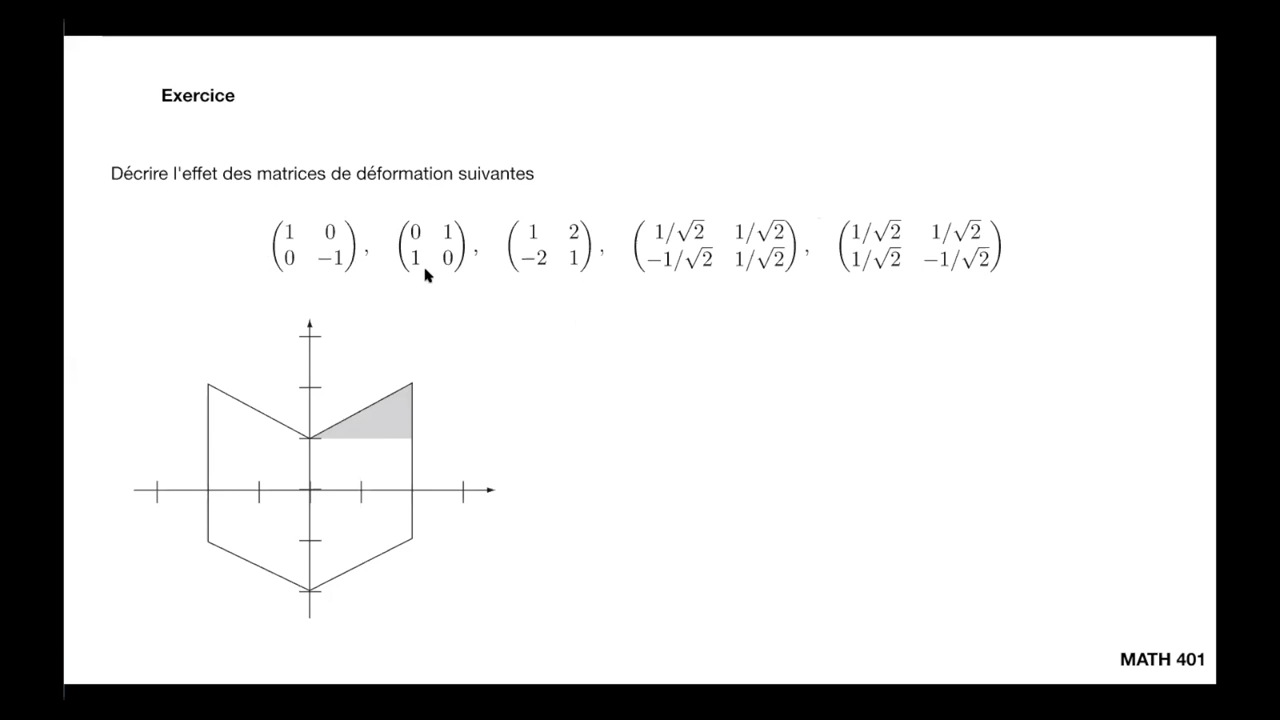 Exercice
Décrire l'effet des matrices de déformation suivantes
(1 0
0 −1), (0 1
1 0), (1 2
−2 1), (1/√2 1/√2
−1/√2 1/√2), (1/√2 1/√2
1/√2 −1/√2)
MATH 401